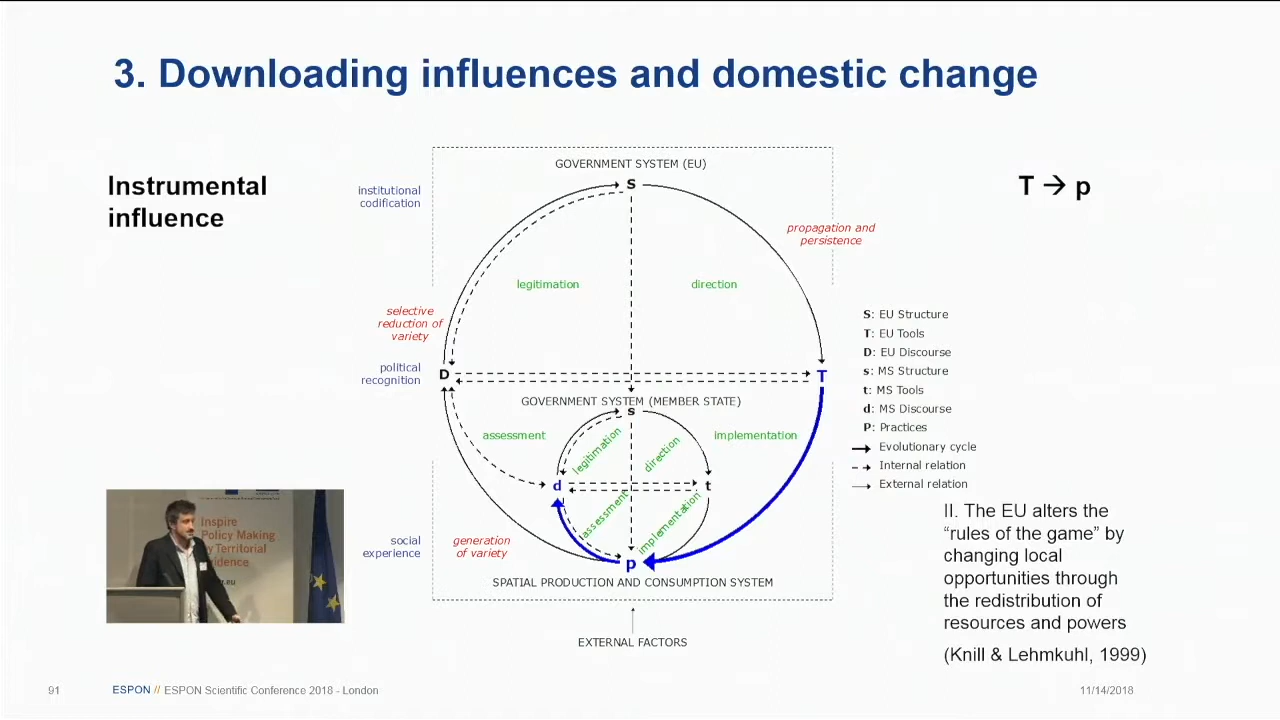 3. Downloading influences and domestic change
Instrumental
influence
T → p
GOVERNMENT SYSTEM (EU)
S
institutional
codification
propagation and
persistence
legitimation
direction
selective
reduction of
variety
political
recognition
D
T
GOVERNMENT SYSTEM (MEMBER STATE)
s
assessment
implementation
legitimation
direction
d
t
assessment
implementation
social
experience
generation
of variety
p
SPATIAL PRODUCTION AND CONSUMPTION SYSTEM
EXTERNAL FACTORS
S: EU Structure
T: EU Tools
D: EU Discourse
s: MS Structure
t: MS Tools
d: MS Discourse
P: Practices
Evolutionary cycle
Internal relation
External relation
II. The EU alters the
“rules of the game” by
changing local
opportunities through
the redistribution of
resources and powers
(Knill & Lehmkuhl, 1999)
Inspire
Policy Making
by Territorial
91
ESPON // ESPON Scientific Conference 2018 - London
11/14/2018